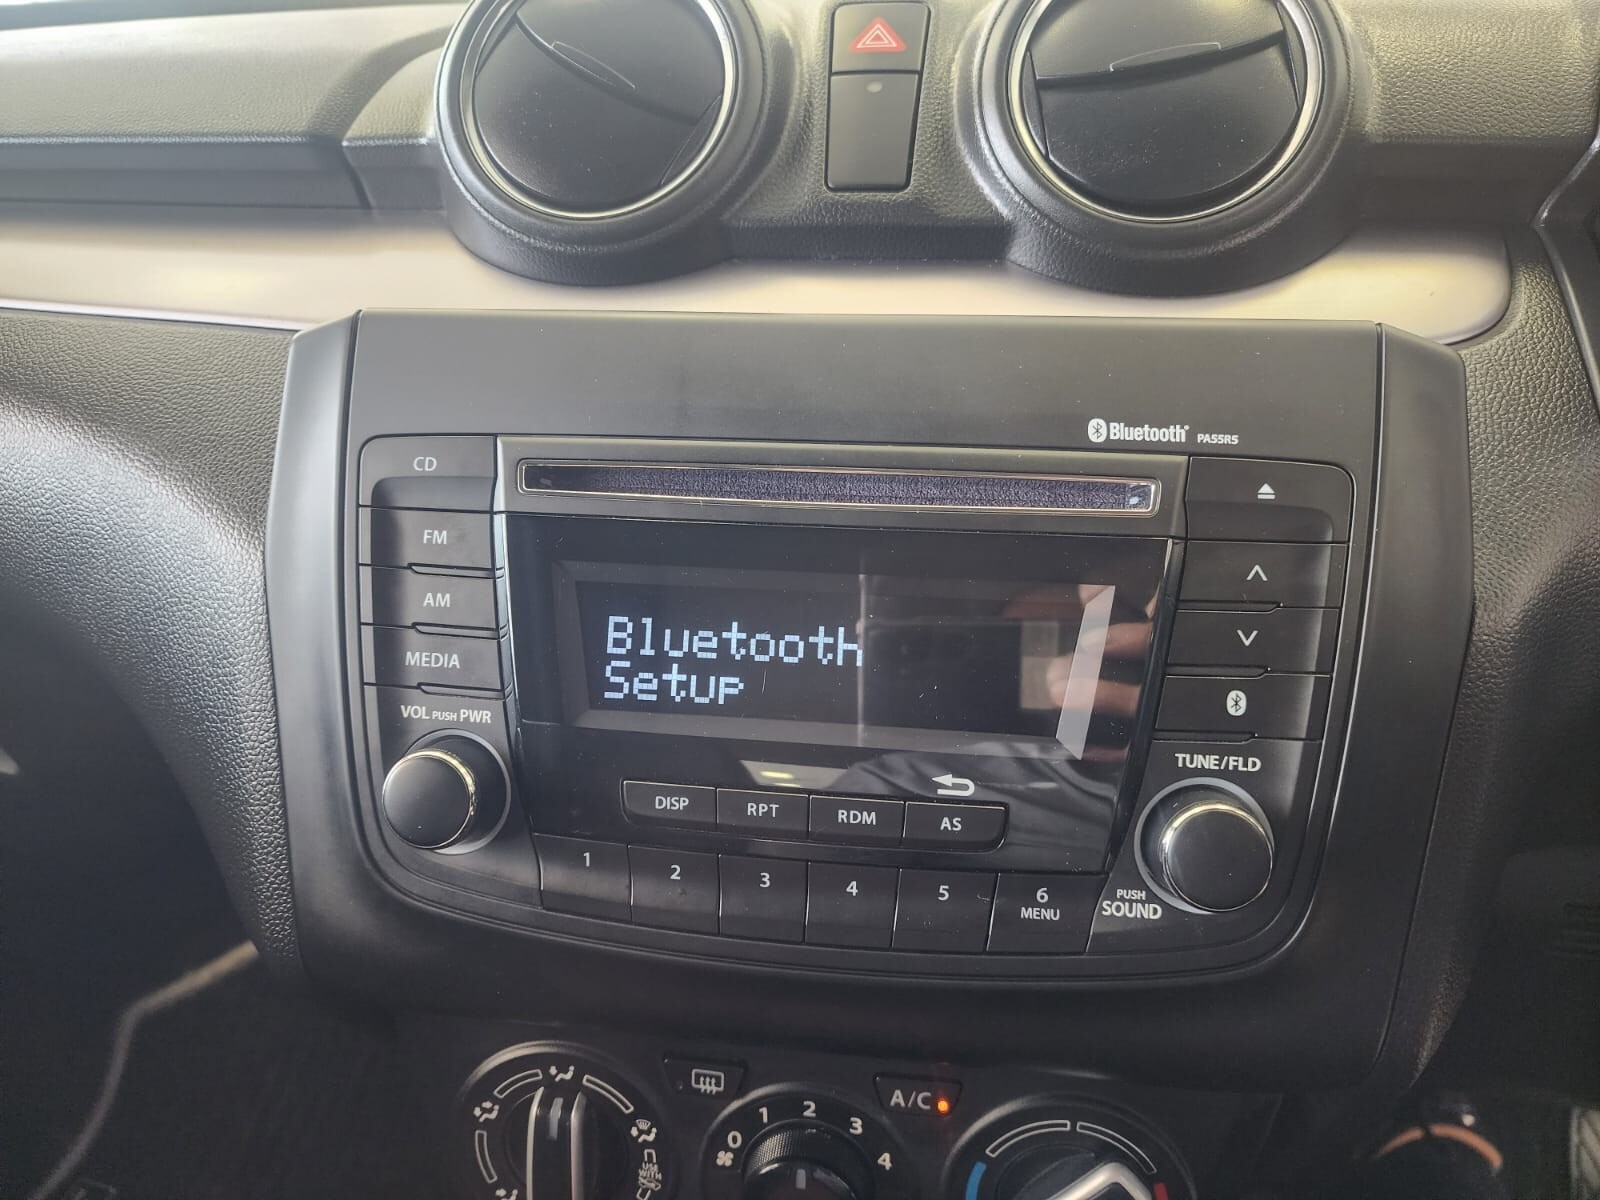 Bluetooth PA55R5
CD
FM
AM
MEDIA
VOL PUSH PWR
Bluetooth
Setup
TUNE/FLD
DISP
RPT
RDM
AS
1
2
3
4
5
6
MENU
PUSH
SOUND
A/C
0
1
2
3
4